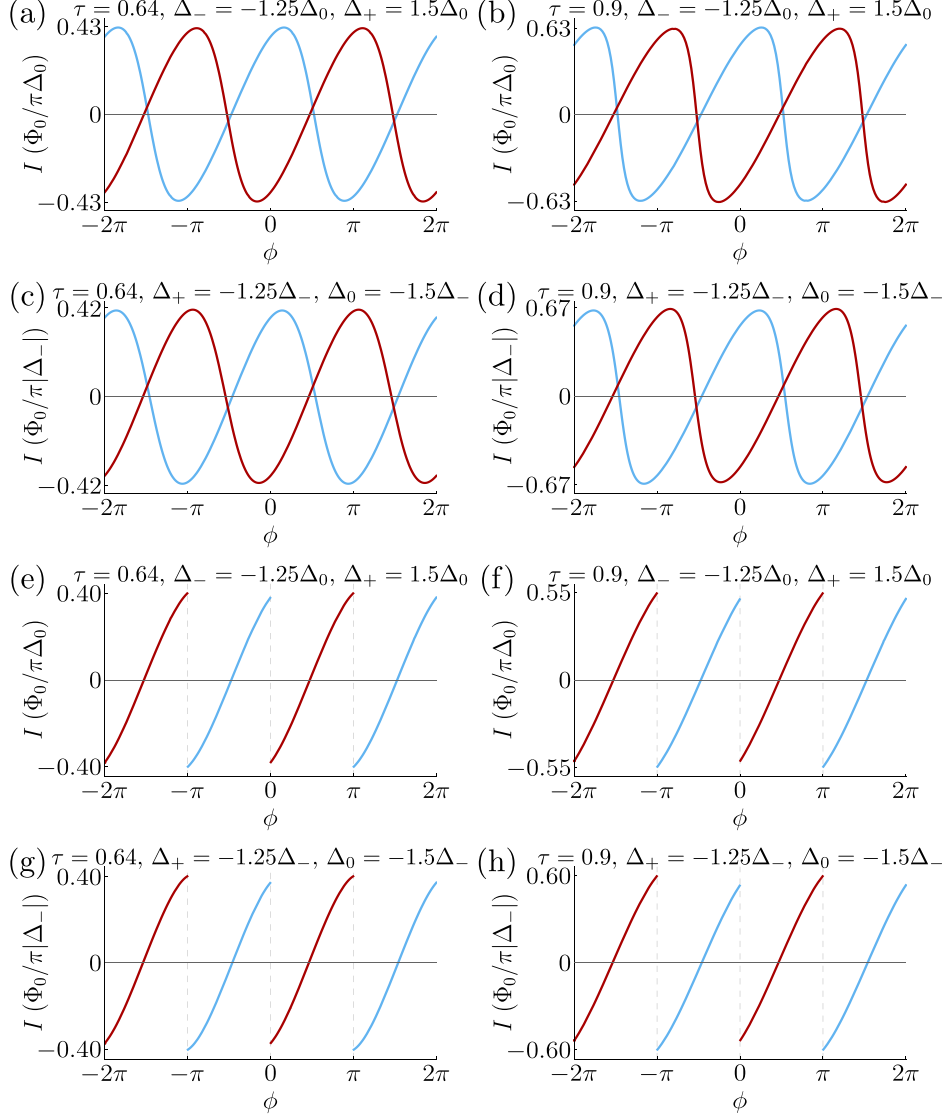 (a) τ = 0.64, Δ₋ = −1.25Δ₀, Δ₊ = 1.5Δ₀
I (Φ₀/πΔ₀)
0.43
0
−0.43
−2π −π 0 π 2π
ϕ
(b) τ = 0.9, Δ₋ = −1.25Δ₀, Δ₊ = 1.5Δ₀
I (Φ₀/πΔ₀)
0.63
0
−0.63
−2π −π 0 π 2π
ϕ
(c) τ = 0.64, Δ₊ = −1.25Δ₋, Δ₀ = −1.5Δ₋
I (Φ₀/π|Δ₋|)
0.42
0
−0.42
−2π −π 0 π 2π
ϕ
(d) τ = 0.9, Δ₊ = −1.25Δ₋, Δ₀ = −1.5Δ₋
I (Φ₀/π|Δ₋|)
0.67
0
−0.67
−2π −π 0 π 2π
ϕ
(e) τ = 0.64, Δ₋ = −1.25Δ₀, Δ₊ = 1.5Δ₀
I (Φ₀/πΔ₀)
0.40
0
−0.40
−2π −π 0 π 2π
ϕ
(f) τ = 0.9, Δ₋ = −1.25Δ₀, Δ₊ = 1.5Δ₀
I (Φ₀/πΔ₀)
0.55
0
−0.55
−2π −π 0 π 2π
ϕ
(g) τ = 0.64, Δ₊ = −1.25Δ₋, Δ₀ = −1.5Δ₋
I (Φ₀/π|Δ₋|)
0.40
0
−0.40
−2π −π 0 π 2π
ϕ
(h) τ = 0.9, Δ₊ = −1.25Δ₋, Δ₀ = −1.5Δ₋
I (Φ₀/π|Δ₋|)
0.60
0
−0.60
−2π −π 0 π 2π
ϕ